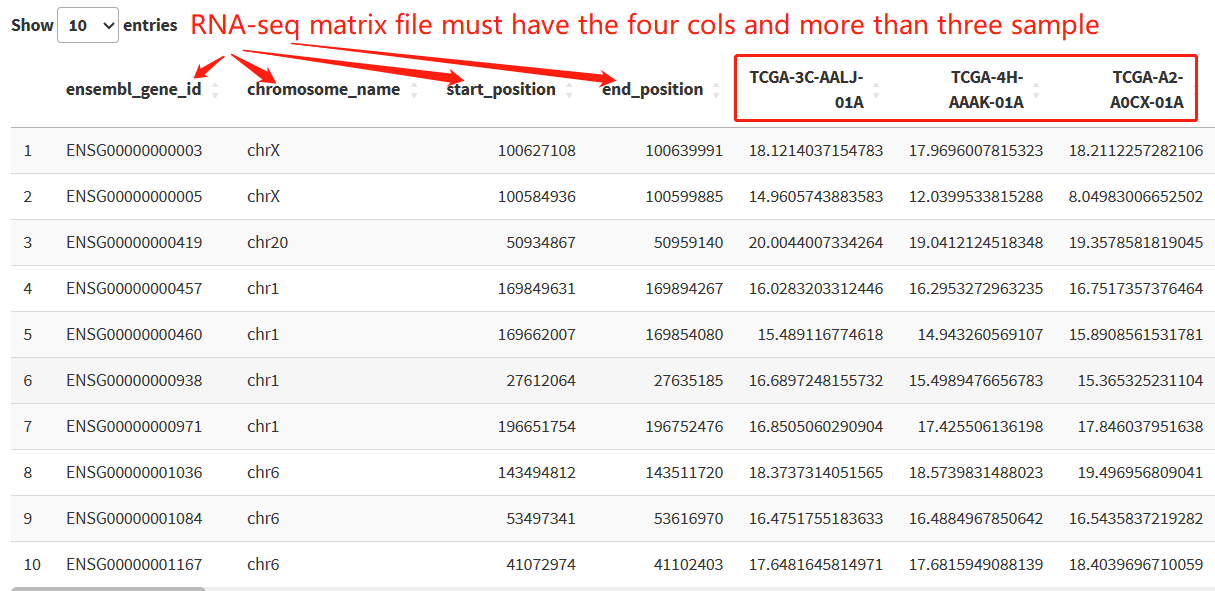 Show 10 entries RNA-seq matrix file must have the four cols and more than three sample
ensembl_gene_id chromosome_name start_position end_position TCGA-3C-AALJ- TCGA-4H- TCGA-A2-
01A AAAK-01A A0CX-01A
1 ENSG00000000003 chrX 100627108 100639991 18.1214037154783 17.9696007815323 18.2112257282106
2 ENSG00000000005 chrX 100584936 100599885 14.9605743883583 12.0399533815288 8.04983006652502
3 ENSG00000000419 chr20 50934867 50959140 20.0044007334264 19.0412124518348 19.3578581819045
4 ENSG00000000457 chr1 169849631 169894267 16.0283203312446 16.2953272963235 16.7517357376464
5 ENSG00000000460 chr1 169662007 169854080 15.489116774618 14.943260569107 15.8908561531781
6 ENSG00000000938 chr1 27612064 27635185 16.6897248155732 15.4989476656783 15.365325231104
7 ENSG00000000971 chr1 196651754 196752476 16.8505060290904 17.425506136198 17.846037951638
8 ENSG00000001036 chr6 143494812 143511720 18.3737314051565 18.5739831488023 19.496956809041
9 ENSG00000001084 chr6 53497341 53616970 16.4751755183633 16.4884967850642 16.5435837219282
10 ENSG00000001167 chr6 41072974 41102403 17.6481645814971 17.6815949088139 18.4039696710059